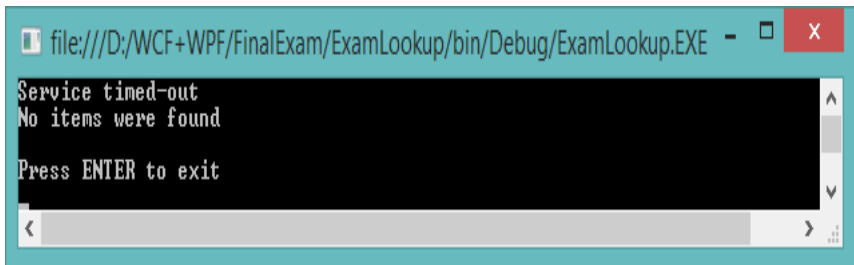 file:///D:/WCF+WPF/FinalExam/ExamLookup/bin/Debug/ExamLookup.EXE
Service timed-out
No items were found
Press ENTER to exit